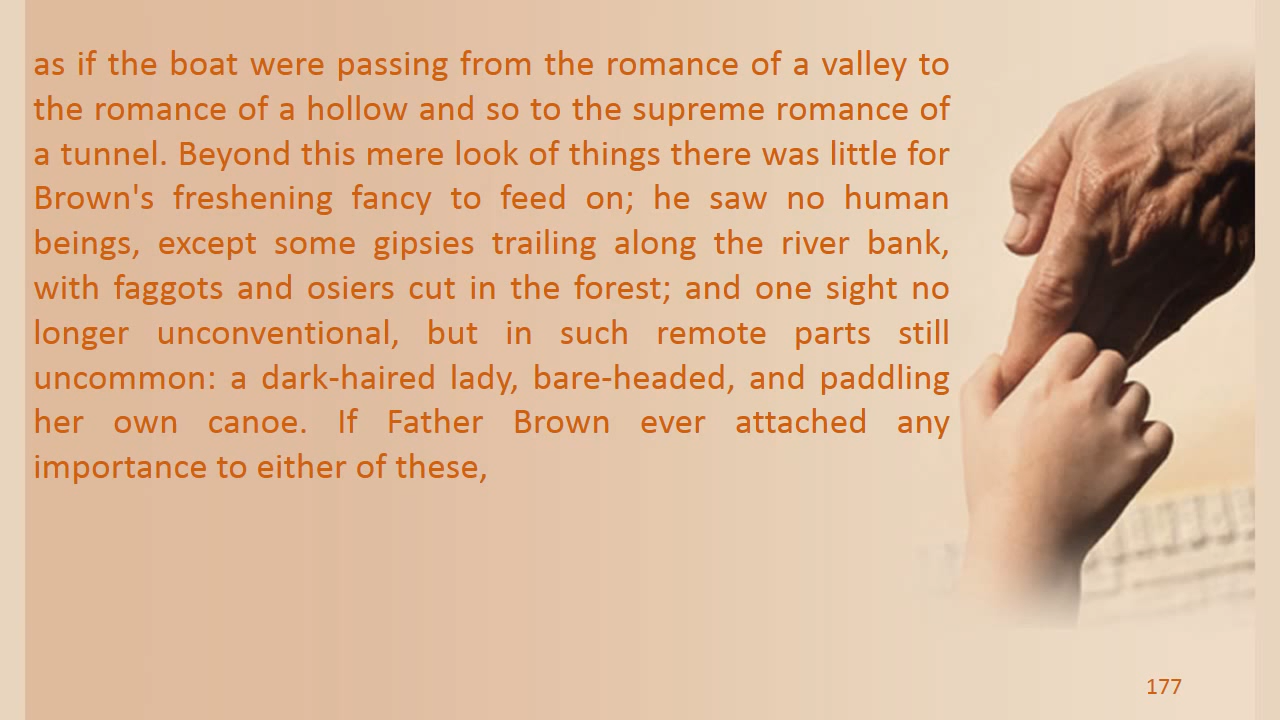 as if the boat were passing from the romance of a valley to
the romance of a hollow and so to the supreme romance of
a tunnel. Beyond this mere look of things there was little for
Brown's freshening fancy to feed on; he saw no human
beings, except some gipsies trailing along the river bank,
with faggots and osiers cut in the forest; and one sight no
longer unconventional, but in such remote parts still
uncommon: a dark-haired lady, bare-headed, and paddling
her own canoe. If Father Brown ever attached any
importance to either of these,
177